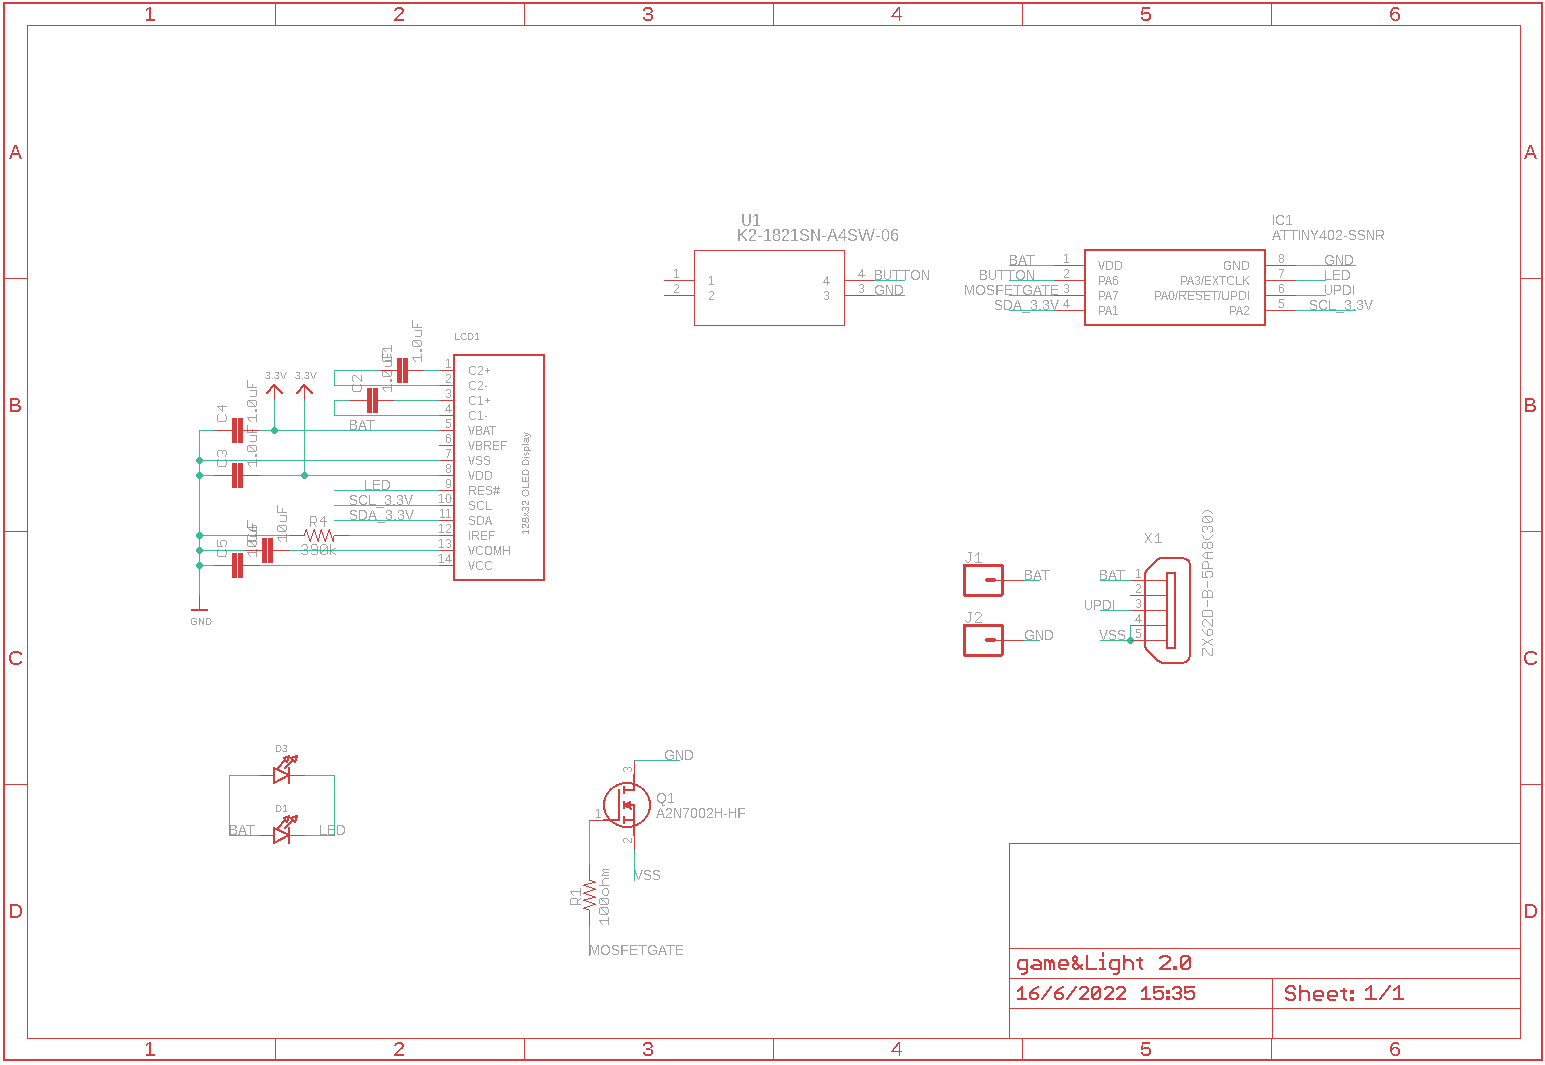 1 2 3 4 5 6
A A
U1
K2-1821SN-A4SW-06
1 1 4 4 BUTTON
2 2 3 3 GND
IC1
ATTINY402-SSNR
BAT 1 VDD GND 8 GND
BUTTON 2 PA6 PA3/EXTCLK 7 LED
MOSFETGATE 3 PA7 PA0/RESET/UPDI 6 UPDI
SDA_3.3V 4 PA1 PA2 5 SCL_3.3V
B B
LCD1
C1 1.0uF
C2 1.0uF
3.3V 3.3V
C4 1.0uF
C3 1.0uF
1 C2+
2 C2-
3 C1+
4 C1-
BAT 5 VBAT
6 VBREF
7 VSS
8 VDD
LED 9 RES#
SCL_3.3V 10 SCL
SDA_3.3V 11 SDA
12 IREF
13 VCOMH
14 VCC
128x32 OLED Display
R4
390k
10uF
C5 10uF
GND
C C
J1
BAT
J2
GND
X1
ZX62D-B-5PA8(30)
BAT 1
2
UPDI 3
4
VSS 5
D3
D1
BAT LED
GND
3
Q1
A2N7002H-HF
1
2
VSS
R1
100ohm
MOSFETGATE
D D
game&Light 2.0
16/6/2022 15:35
Sheet: 1/1
1 2 3 4 5 6